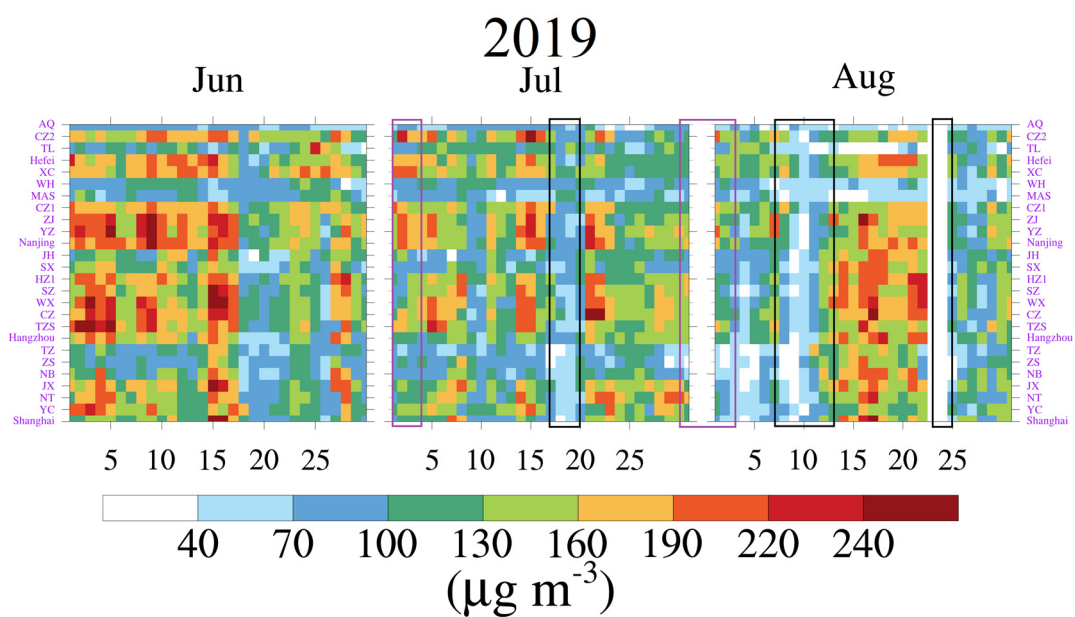 2019
Jun Jul Aug
AQ AQ
CZ2 CZ2
TL TL
Hefei Hefei
XC XC
WH WH
MAS MAS
CZ1 CZ1
ZJ ZJ
YZ YZ
Nanjing Nanjing
JH JH
SX SX
HZ1 HZ1
SZ SZ
WX WX
CZ CZ
TZS TZS
Hangzhou Hangzhou
TZ TZ
ZS ZS
NB NB
JX JX
NT NT
YC YC
Shanghai Shanghai
5 10 15 20 25 5 10 15 20 25 5 10 15 20 25
40 70 100 130 160 190 220 240
(μg m-3)